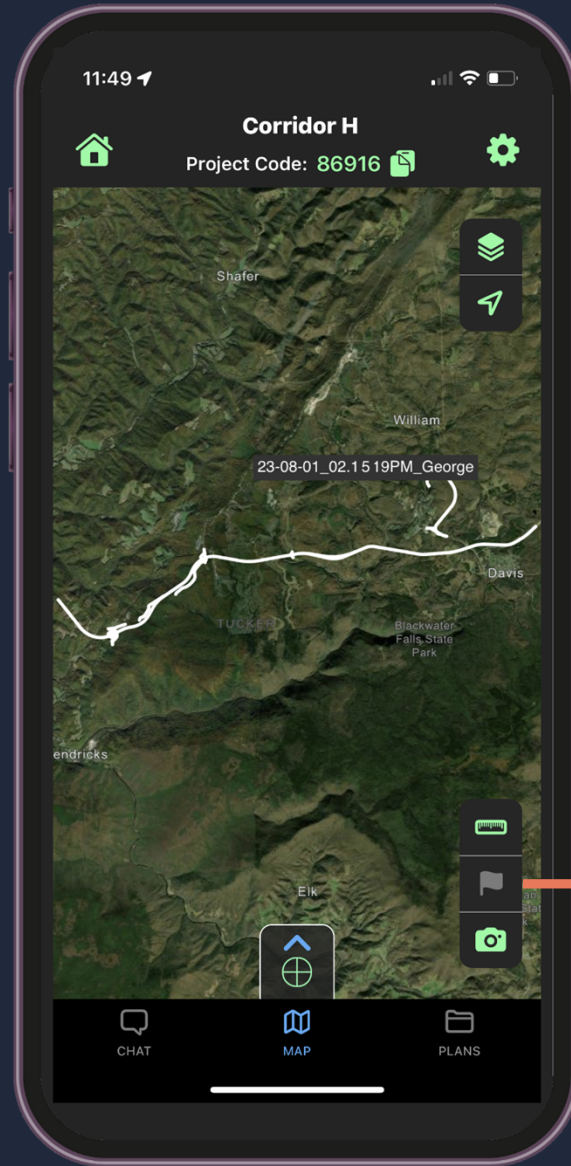 11:49
Corridor H
Project Code: 86916
Shafer
William
23-08-01_02.15 19PM_George
Davis
TUCKER
Blackwater
Falls State
Park
endricks
Elk
CHAT
MAP
PLANS